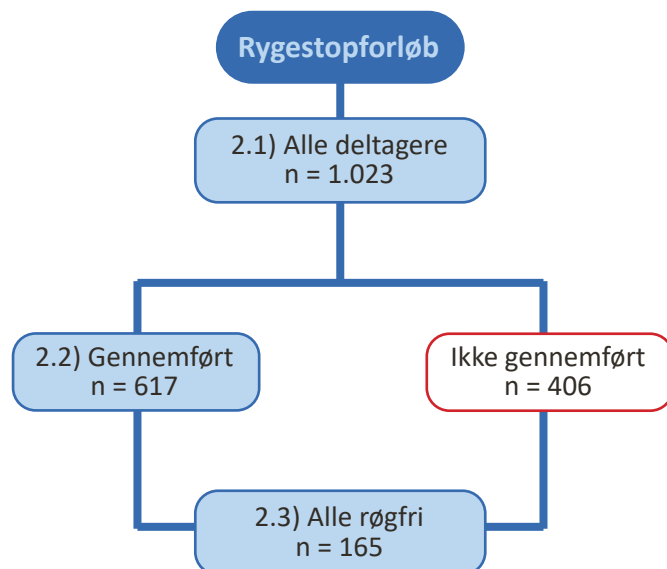 Rygestopforløb
2.1) Alle deltagere
n = 1.023
2.2) Gennemført
n = 617
Ikke gennemført
n = 406
2.3) Alle røgfri
n = 165